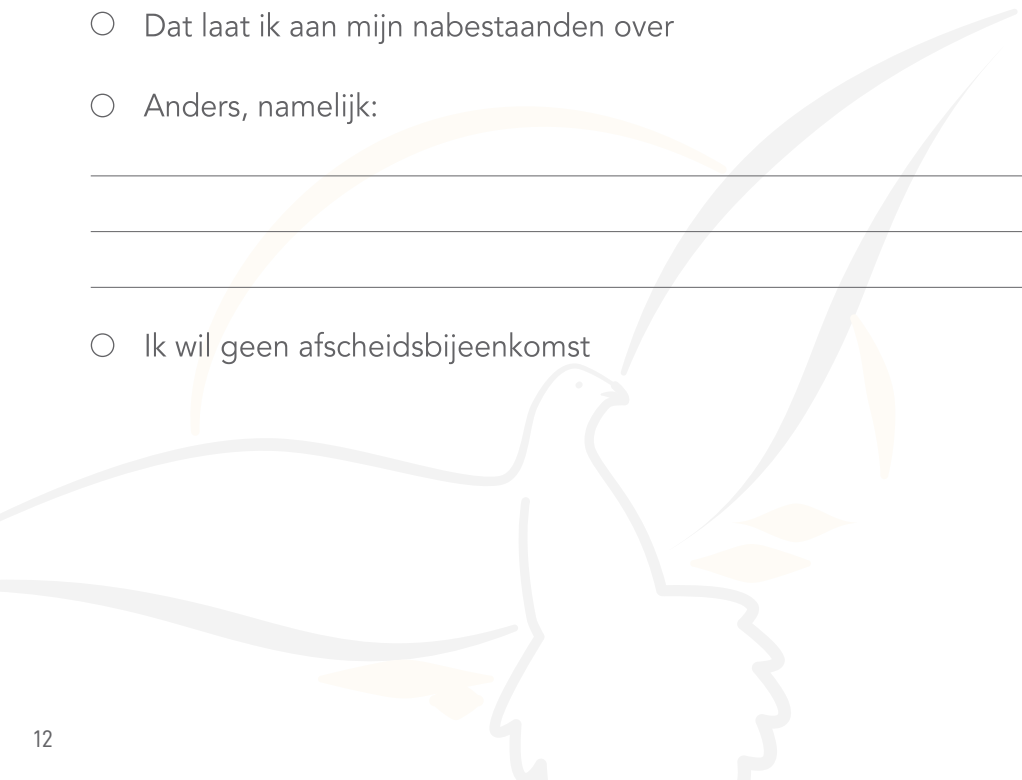 Dat laat ik aan mijn nabestaanden over
Anders, namelijk:
Ik wil geen afscheidsbijeenkomst
12